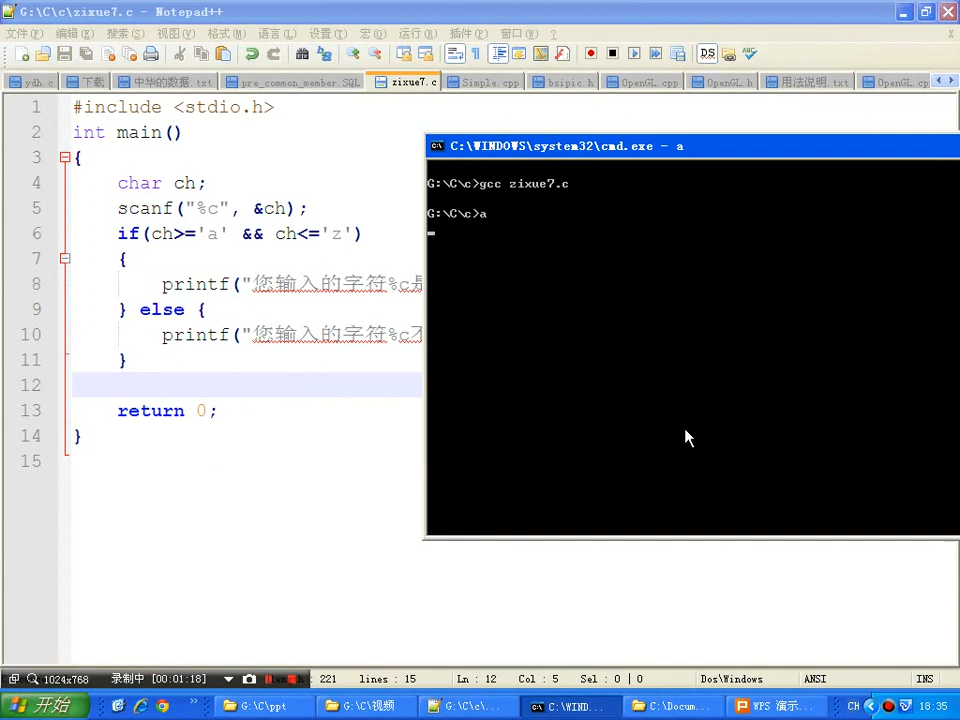 G:\C\c\zixue7.c - Notepad++
文件(F) 编辑(E) 搜索(S) 视图(V) 格式(M) 语言(L) 设置(T) 宏(O) 运行(R) 插件(P) 窗口(W) ? X
ydh.c 下载 中华的数据.txt pre_common_member.SQL zixue7.c Simple.cpp bsipic.h OpenGL.cpp OpenGL.h 用法说明.txt OpenGL.cp
1 #include <stdio.h>
2 int main()
3 {
4 char ch;
5 scanf("%c", &ch);
6 if(ch>='a' && ch<='z')
7 {
8 printf("您输入的字符%c是
9 } else {
10 printf("您输入的字符%c不
11 }
12
13 return 0;
14 }
15
C:\WINDOWS\system32\cmd.exe - a
G:\C\c>gcc zixue7.c
G:\C\c>a
1024x768 录制中 [00:01:18] : 221 lines : 15 Ln : 12 Col : 5 Sel : 0 | 0 Dos\Windows ANSI INS
开始 G:\C\ppt G:\C\视频 G:\C\c\... C:\WIND... C:\Docum... WPS 演示... CH 18:35